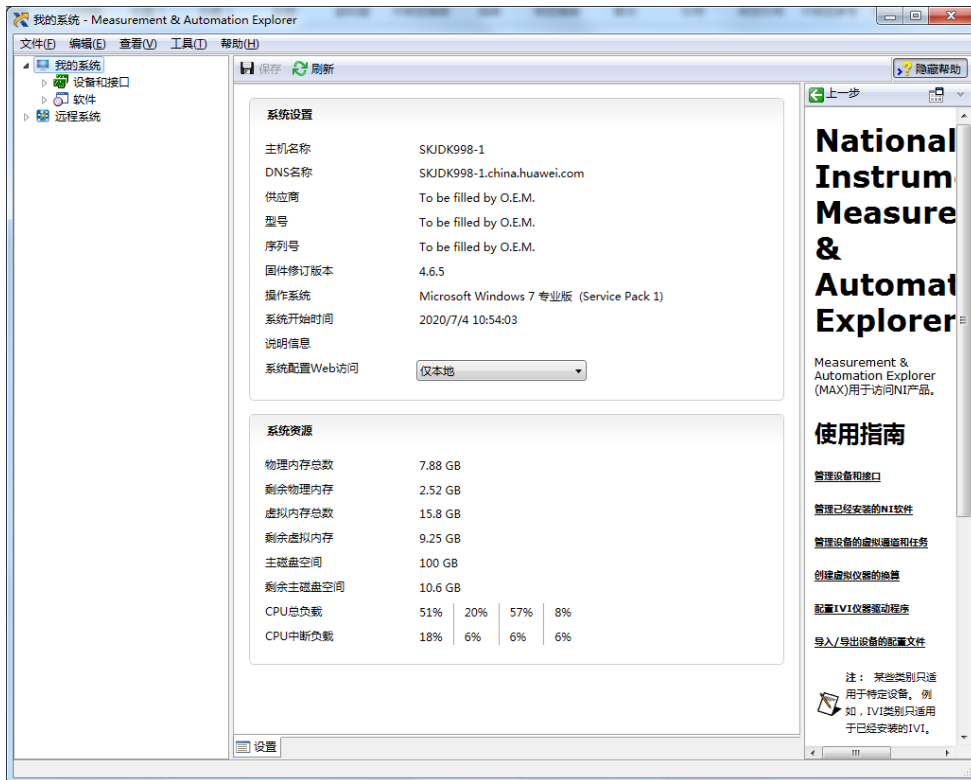 我的系统 - Measurement & Automation Explorer
文件(F) 编辑(E) 查看(V) 工具(T) 帮助(H)
我的系统
设备和接口
软件
远程系统
保存 刷新
隐藏帮助
系统设置
主机名称 SKJDK998-1
DNS名称 SKJDK998-1.china.huawei.com
供应商 To be filled by O.E.M.
型号 To be filled by O.E.M.
序列号 To be filled by O.E.M.
固件修订版本 4.6.5
操作系统 Microsoft Windows 7 专业版 (Service Pack 1)
系统开始时间 2020/7/4 10:54:03
说明信息
系统配置Web访问 仅本地
系统资源
物理内存总数 7.88 GB
剩余物理内存 2.52 GB
虚拟内存总数 15.8 GB
剩余虚拟内存 9.25 GB
主磁盘空间 100 GB
剩余主磁盘空间 10.6 GB
CPU总负载 51% 20% 57% 8%
CPU中断负载 18% 6% 6% 6%
设置
上一步
National
Instrum
Measure
&
Automat
Explorer
Measurement &
Automation Explorer
(MAX)用于访问NI产品。
使用指南
管理设备和接口
管理已经安装的NI软件
管理设备的虚拟通道和任务
创建虚拟仪器的换算
配置IVI仪器驱动程序
导入/导出设备的配置文件
注： 某些类别只适
用于特定设备。 例
如，IVI类别只适用
于已经安装的IVI。